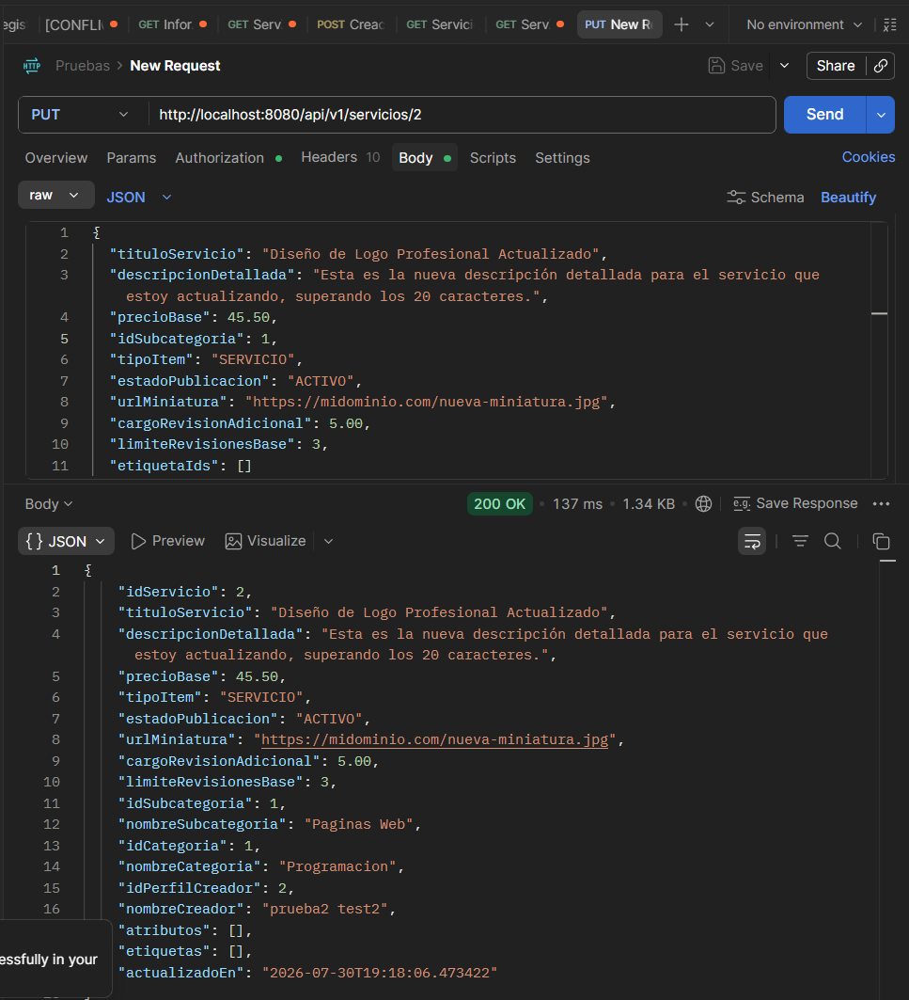 egis [CONFLI GET Infor. GET Serv. POST Creac GET Servici GET Serv. PUT New R No environment
HTTP Pruebas > New Request Save Share
PUT http://localhost:8080/api/v1/servicios/2 Send
Overview Params Authorization Headers 10 Body Scripts Settings Cookies
raw JSON Schema Beautify
1 {
2 "tituloServicio": "Diseño de Logo Profesional Actualizado",
3 "descripcionDetallada": "Esta es la nueva descripción detallada para el servicio que
estoy actualizando, superando los 20 caracteres.",
4 "precioBase": 45.50,
5 "idSubcategoria": 1,
6 "tipoItem": "SERVICIO",
7 "estadoPublicacion": "ACTIVO",
8 "urlMiniatura": "https://midominio.com/nueva-miniatura.jpg",
9 "cargoRevisionAdicional": 5.00,
10 "limiteRevisionesBase": 3,
11 "etiquetaIds": []
Body 200 OK • 137 ms • 1.34 KB • e.g. Save Response
{} JSON Preview Visualize
1 {
2 "idServicio": 2,
3 "tituloServicio": "Diseño de Logo Profesional Actualizado",
4 "descripcionDetallada": "Esta es la nueva descripción detallada para el servicio que
estoy actualizando, superando los 20 caracteres.",
5 "precioBase": 45.50,
6 "tipoItem": "SERVICIO",
7 "estadoPublicacion": "ACTIVO",
8 "urlMiniatura": "https://midominio.com/nueva-miniatura.jpg",
9 "cargoRevisionAdicional": 5.00,
10 "limiteRevisionesBase": 3,
11 "idSubcategoria": 1,
12 "nombreSubcategoria": "Paginas Web",
13 "idCategoria": 1,
14 "nombreCategoria": "Programacion",
15 "idPerfilCreador": 2,
16 "nombreCreador": "prueba2 test2",
"atributos": [],
"etiquetas": [],
essfully in your
"actualizadoEn": "2026-07-30T19:18:06.473422"